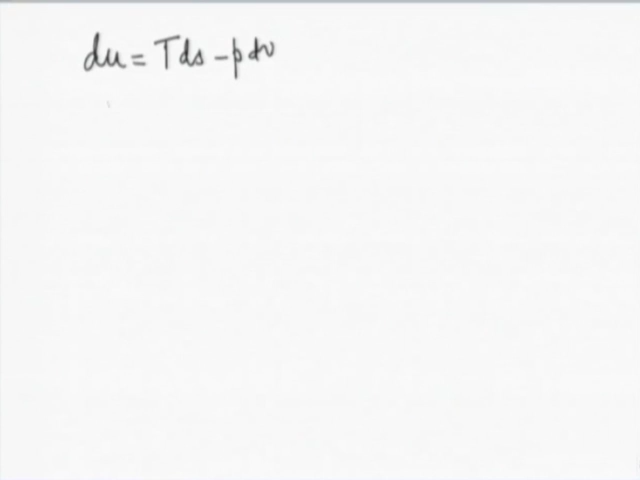 du = Tds - pdv